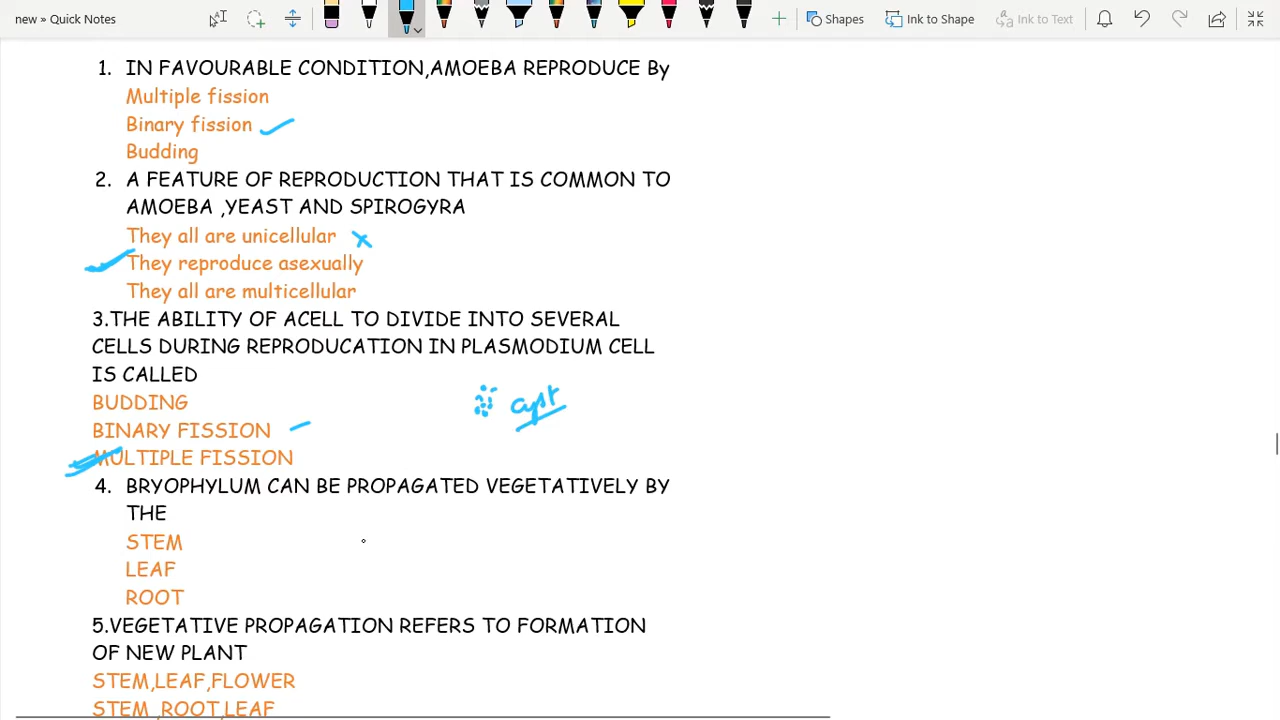 new » Quick Notes
Shapes
Ink to Shape
Ink to Text
1. IN FAVOURABLE CONDITION,AMOEBA REPRODUCE By
Multiple fission
Binary fission
Budding
2. A FEATURE OF REPRODUCTION THAT IS COMMON TO
AMOEBA ,YEAST AND SPIROGYRA
They all are unicellular
They reproduce asexually
They all are multicellular
3.THE ABILITY OF ACELL TO DIVIDE INTO SEVERAL
CELLS DURING REPRODUCATION IN PLASMODIUM CELL
IS CALLED
BUDDING
cyst
BINARY FISSION
MULTIPLE FISSION
4. BRYOPHYLUM CAN BE PROPAGATED VEGETATIVELY BY
THE
STEM
LEAF
ROOT
5.VEGETATIVE PROPAGATION REFERS TO FORMATION
OF NEW PLANT
STEM,LEAF,FLOWER
STEM ,ROOT,LEAF